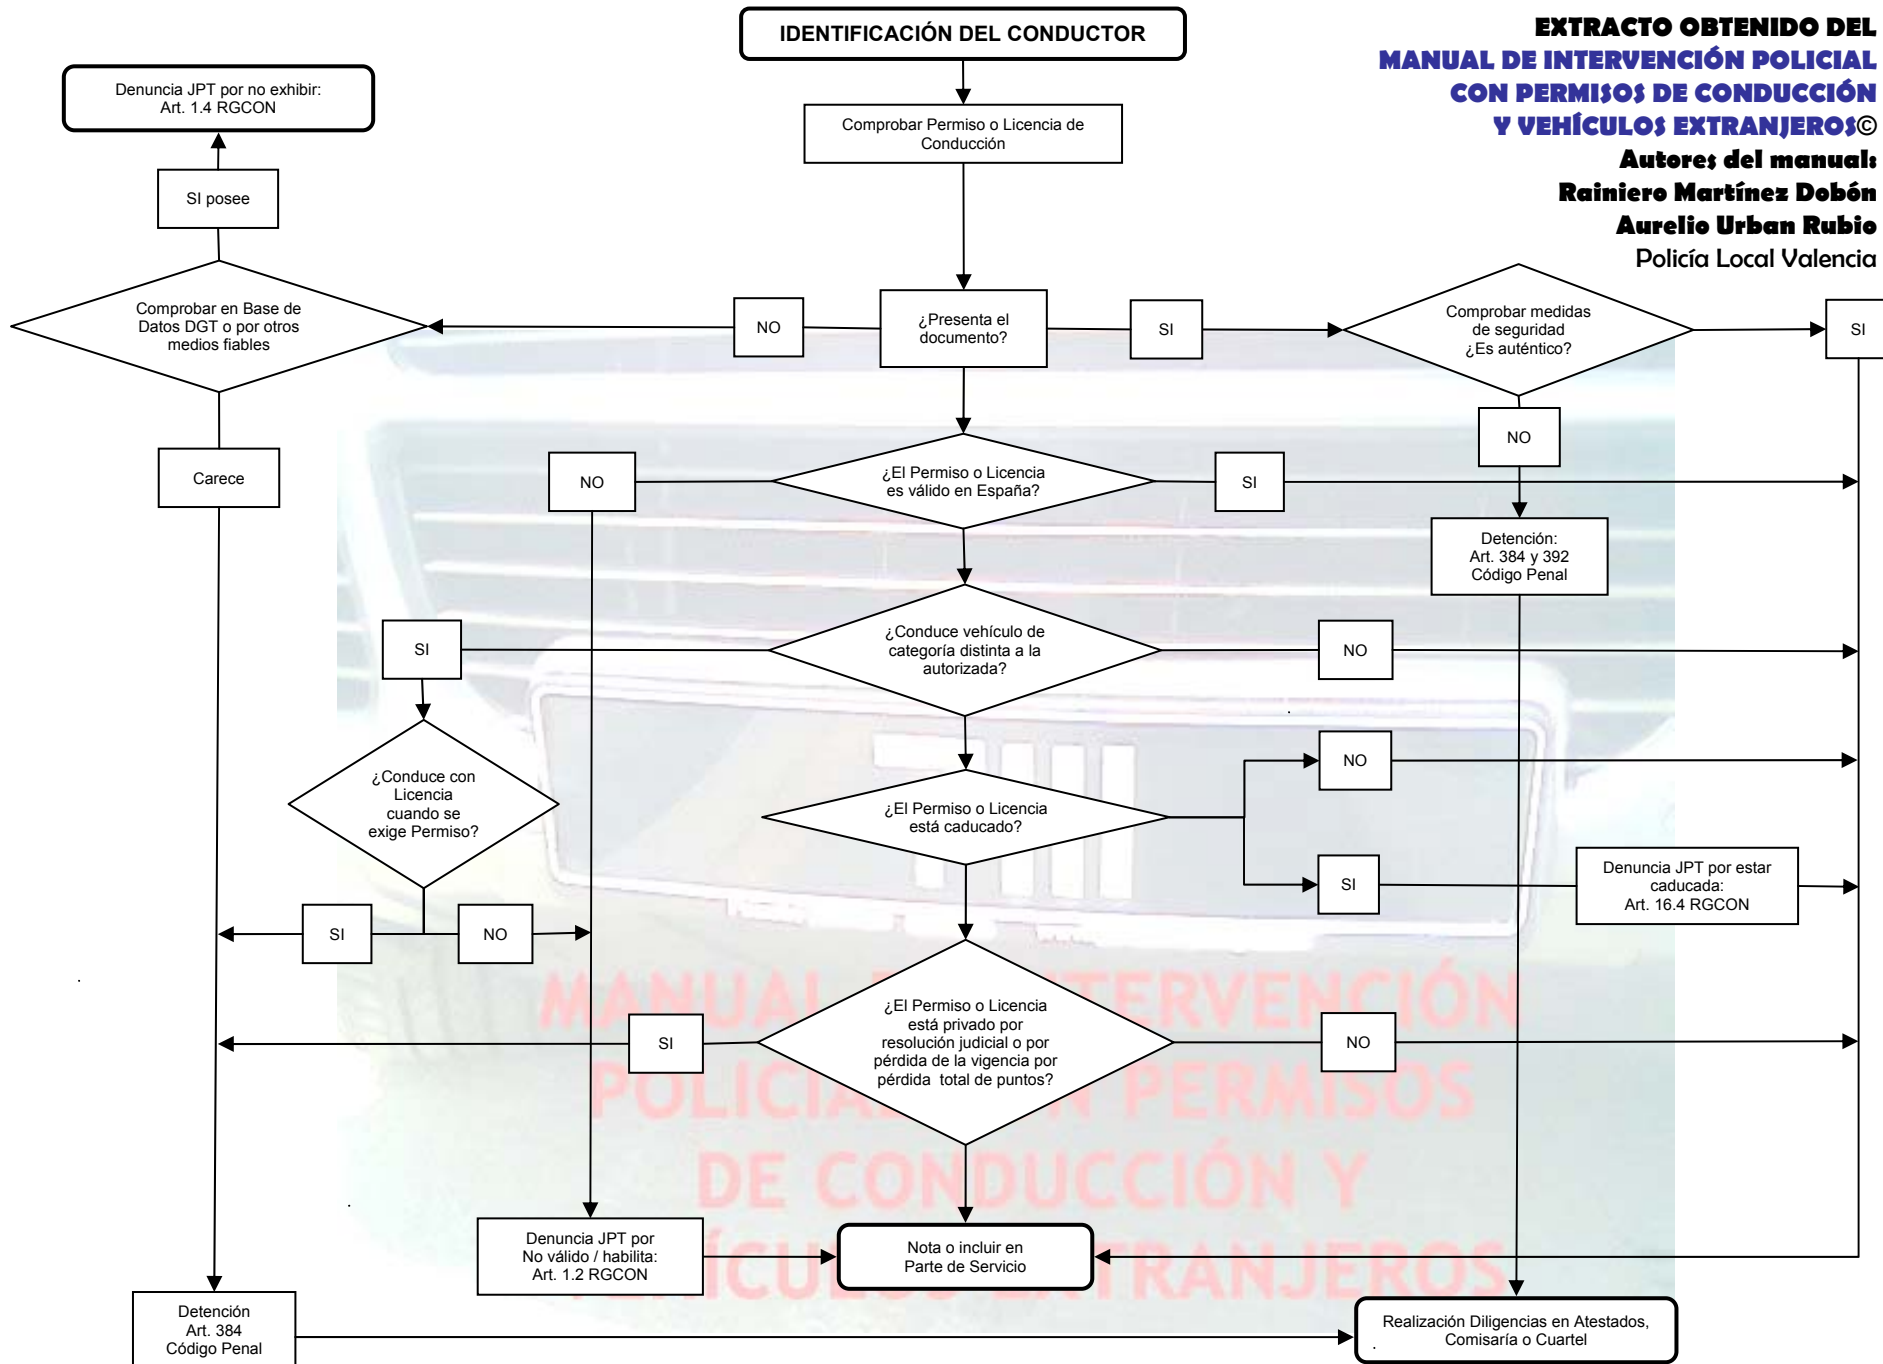 IDENTIFICACIÓN DEL CONDUCTOR
EXTRACTO OBTENIDO DEL
MANUAL DE INTERVENCIÓN POLICIAL
CON PERMISOS DE CONDUCCIÓN
Y VEHÍCULOS EXTRANJEROS©
Autores del manual:
Rainiero Martínez Dobón
Aurelio Urban Rubio
Policía Local Valencia
Denuncia JPT por no exhibir:
Art. 1.4 RGCON
Comprobar Permiso o Licencia de
Conducción
SI posee
Comprobar en Base de
Datos DGT o por otros
medios fiables
NO
¿Presenta el
documento?
SI
Comprobar medidas
de seguridad
¿Es auténtico?
SI
NO
Carece
NO
¿El Permiso o Licencia
es válido en España?
SI
Detención:
Art. 384 y 392
Código Penal
SI
¿Conduce vehículo de
categoría distinta a la
autorizada?
NO
¿Conduce con
Licencia
cuando se
exige Permiso?
NO
¿El Permiso o Licencia
está caducado?
SI
Denuncia JPT por estar
caducada:
Art. 16.4 RGCON
SI
NO
SI
¿El Permiso o Licencia
está privado por
resolución judicial o por
pérdida de la vigencia por
pérdida total de puntos?
NO
Denuncia JPT por
No válido / habilita:
Art. 1.2 RGCON
Nota o incluir en
Parte de Servicio
Detención
Art. 384
Código Penal
Realización Diligencias en Atestados,
Comisaría o Cuartel
MANUAL DE INTERVENCIÓN
POLICIAL CON PERMISOS
DE CONDUCCIÓN Y
VEHÍCULOS EXTRANJEROS